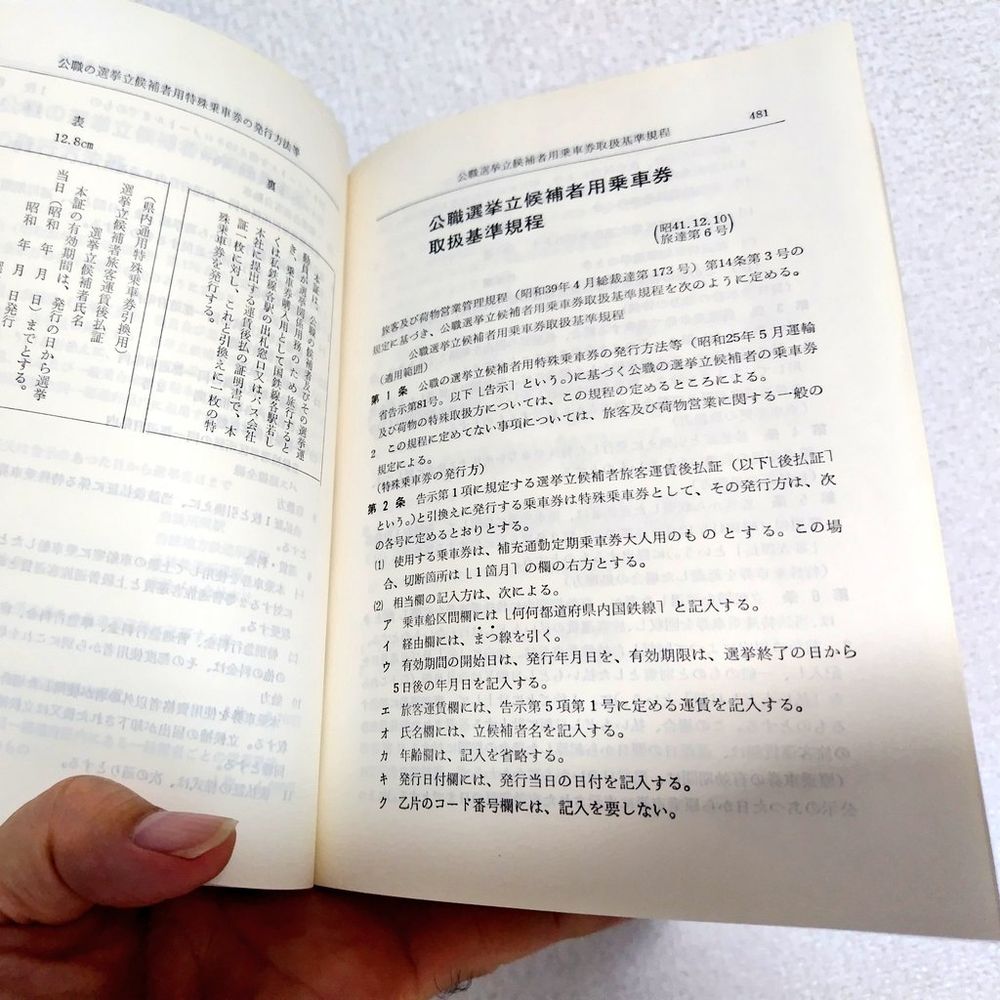 公職の選挙立候補者用特殊乗車券の発行方法等
表
12.8cm
裏
本証は、公職の候補者及びその選挙運
動員が選挙関係用務のため旅行すると
き、乗車券購入用として国鉄線各駅若し
くは私鉄線各駅の出札窓口又はバス会社
本社に提出する運賃後払の証明書で、本
証一枚に対し、これと引換えに一枚の特
殊乗車券を発行する。
(県内通用特殊乗車券引換用)
選挙立候補者旅客運賃後払証
選挙立候補者氏名
本証の有効期間は、発行の日から選挙
当日(昭和 年 月 日)までとする。
昭和 年 月 日発行
481
公職選挙立候補者用乗車券取扱基準規程
公職選挙立候補者用乗車券
取扱基準規程
(昭41.12.10
旅達第6号)
旅客及び荷物営業管理規程(昭和39年4月総裁達第173号)第14条第3号の
規定に基づき、公職選挙立候補者用乗車券取扱基準規程を次のように定める。
公職選挙立候補者用乗車券取扱基準規程
(適用範囲)
第1条 公職の選挙立候補者用特殊乗車券の発行方法等(昭和25年5月運輸
省告示第81号。以下「告示」という。)に基づく公職の選挙立候補者の乗車券
及び荷物の特殊取扱方については、この規程の定めるところによる。
2 この規程に定めてない事項については、旅客及び荷物営業に関する一般の
規定による。
(特殊乗車券の発行方)
第2条 告示第1項に規定する選挙立候補者旅客運賃後払証(以下「後払証」
という。)と引換えに発行する乗車券は特殊乗車券として、その発行方は、次
の各号に定めるとおりとする。
(1) 使用する乗車券は、補充通勤定期乗車券大人用のものとする。この場
合、切断箇所は「1箇月」の欄の右方とする。
(2) 相当欄の記入方は、次による。
ア 乗車船区間欄には「何何都道府県内国鉄線」と記入する。
イ 経由欄には、まつ線を引く。
ウ 有効期間の開始日は、発行年月日を、有効期限は、選挙終了の日から
5日後の年月日を記入する。
エ 旅客運賃欄には、告示第5項第1号に定める運賃を記入する。
オ 氏名欄には、立候補者名を記入する。
カ 年齢欄は、記入を省略する。
キ 発行日付欄には、発行当日の日付を記入する。
ク 乙片のコード番号欄には、記入を要しない。